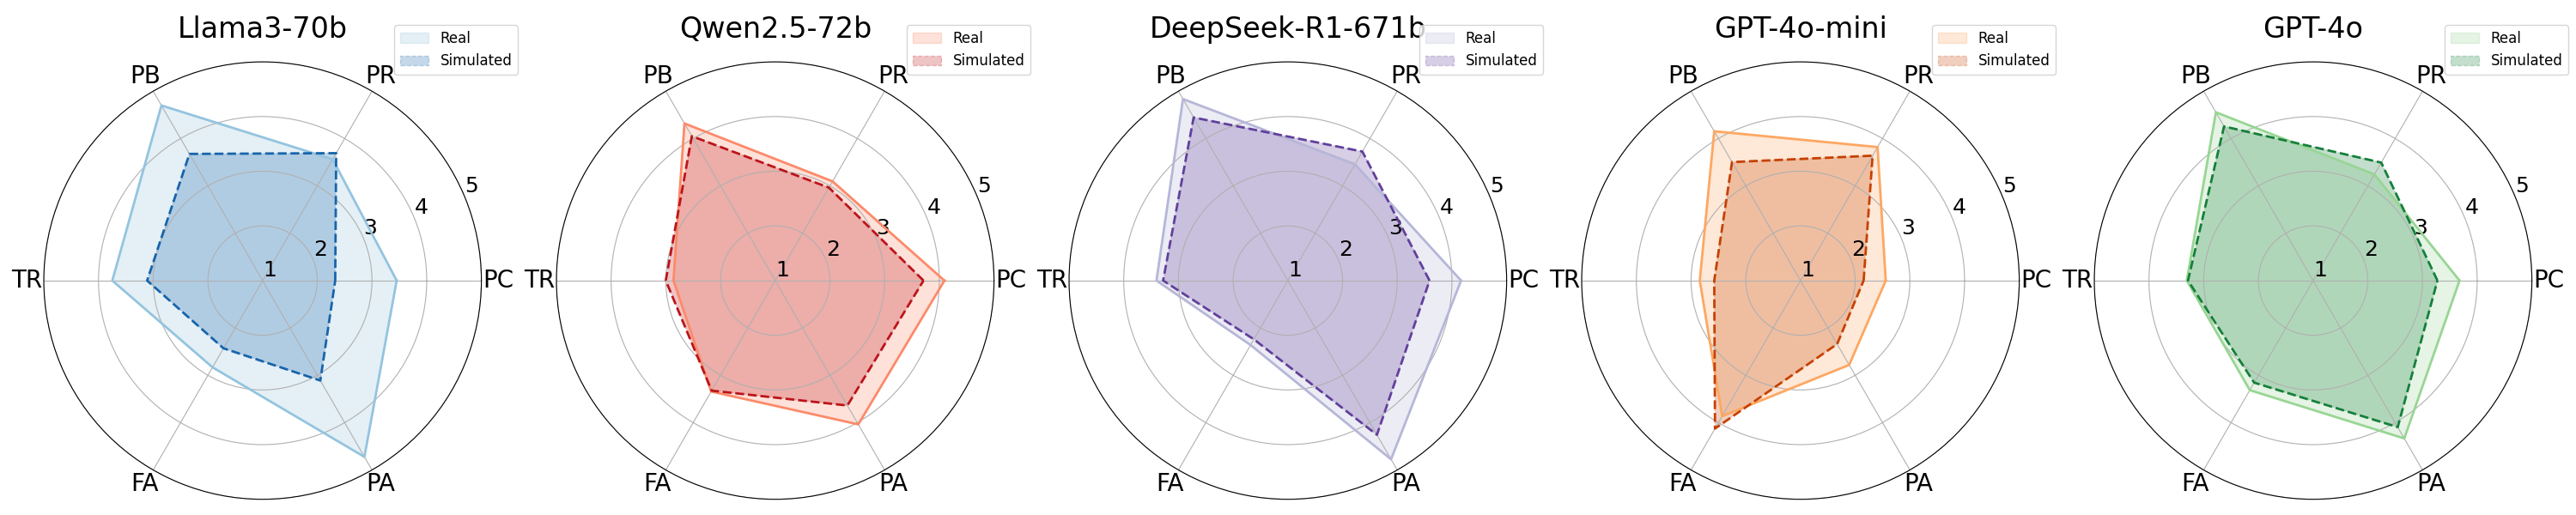 Llama3-70b
Real
Simulated
PB
PR
TR
PC
FA
PA
1
2
3
4
5
Qwen2.5-72b
Real
Simulated
PB
PR
TR
PC
FA
PA
1
2
3
4
5
DeepSeek-R1-671b
Real
Simulated
PB
PR
TR
PC
FA
PA
1
2
3
4
5
GPT-4o-mini
Real
Simulated
PB
PR
TR
PC
FA
PA
1
2
3
4
5
GPT-4o
Real
Simulated
PB
PR
TR
PC
FA
PA
1
2
3
4
5